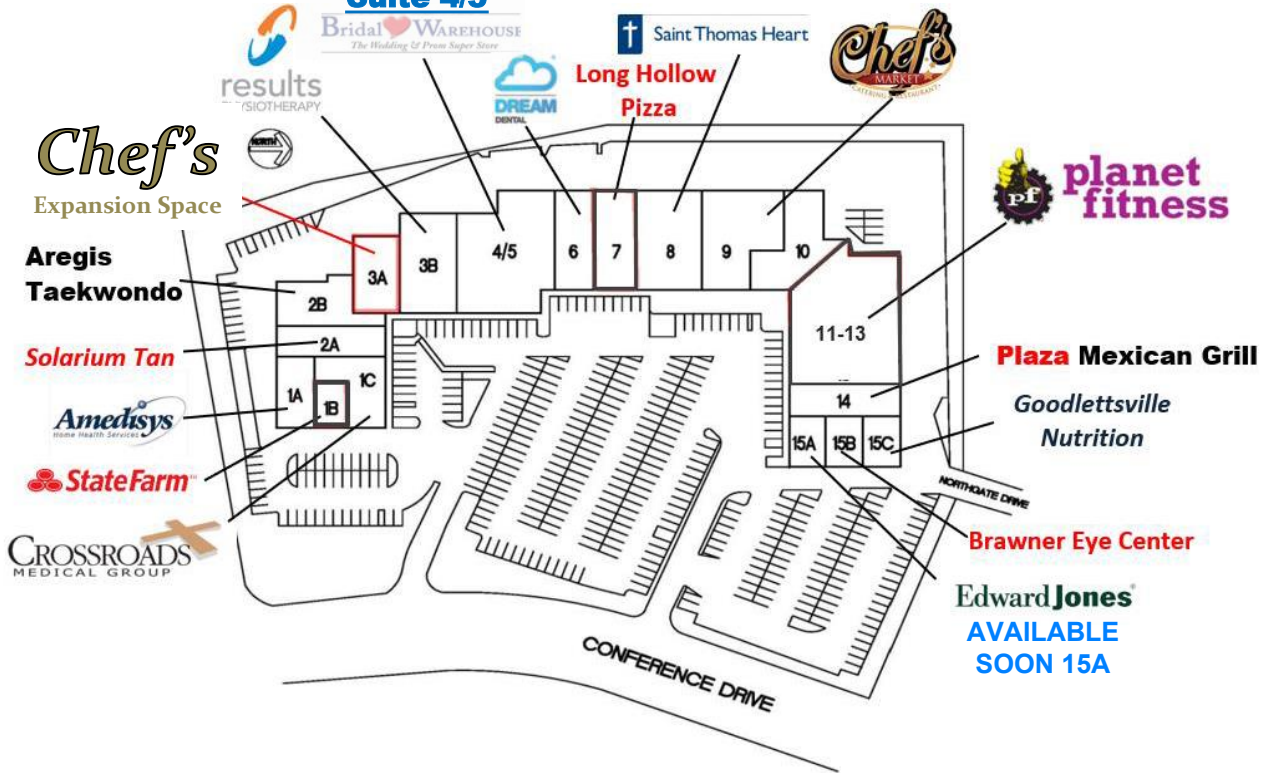 Suite 4/5
Bridal WAREHOUSE
The Wedding & Prom Super Store
Saint Thomas Heart
Chef's
MARKET
CATERING & RESTAURANT
results
PHYSIOTHERAPY
DREAM
DENTAL
Long Hollow
Pizza
NORTH
Chef's
Expansion Space
planet
fitness
pf
Aregis
Taekwondo
Solarium Tan
Amedisys
Home Health Services
StateFarm
CROSSROADS
MEDICAL GROUP
3A
3B
4/5
6
7
8
9
10
2B
2A
1A
1B
1C
11-13
14
15A
15B
15C
Plaza Mexican Grill
Goodlettsville
Nutrition
NORTHGATE DRIVE
Brawner Eye Center
Edward Jones
AVAILABLE
SOON 15A
CONFERENCE DRIVE